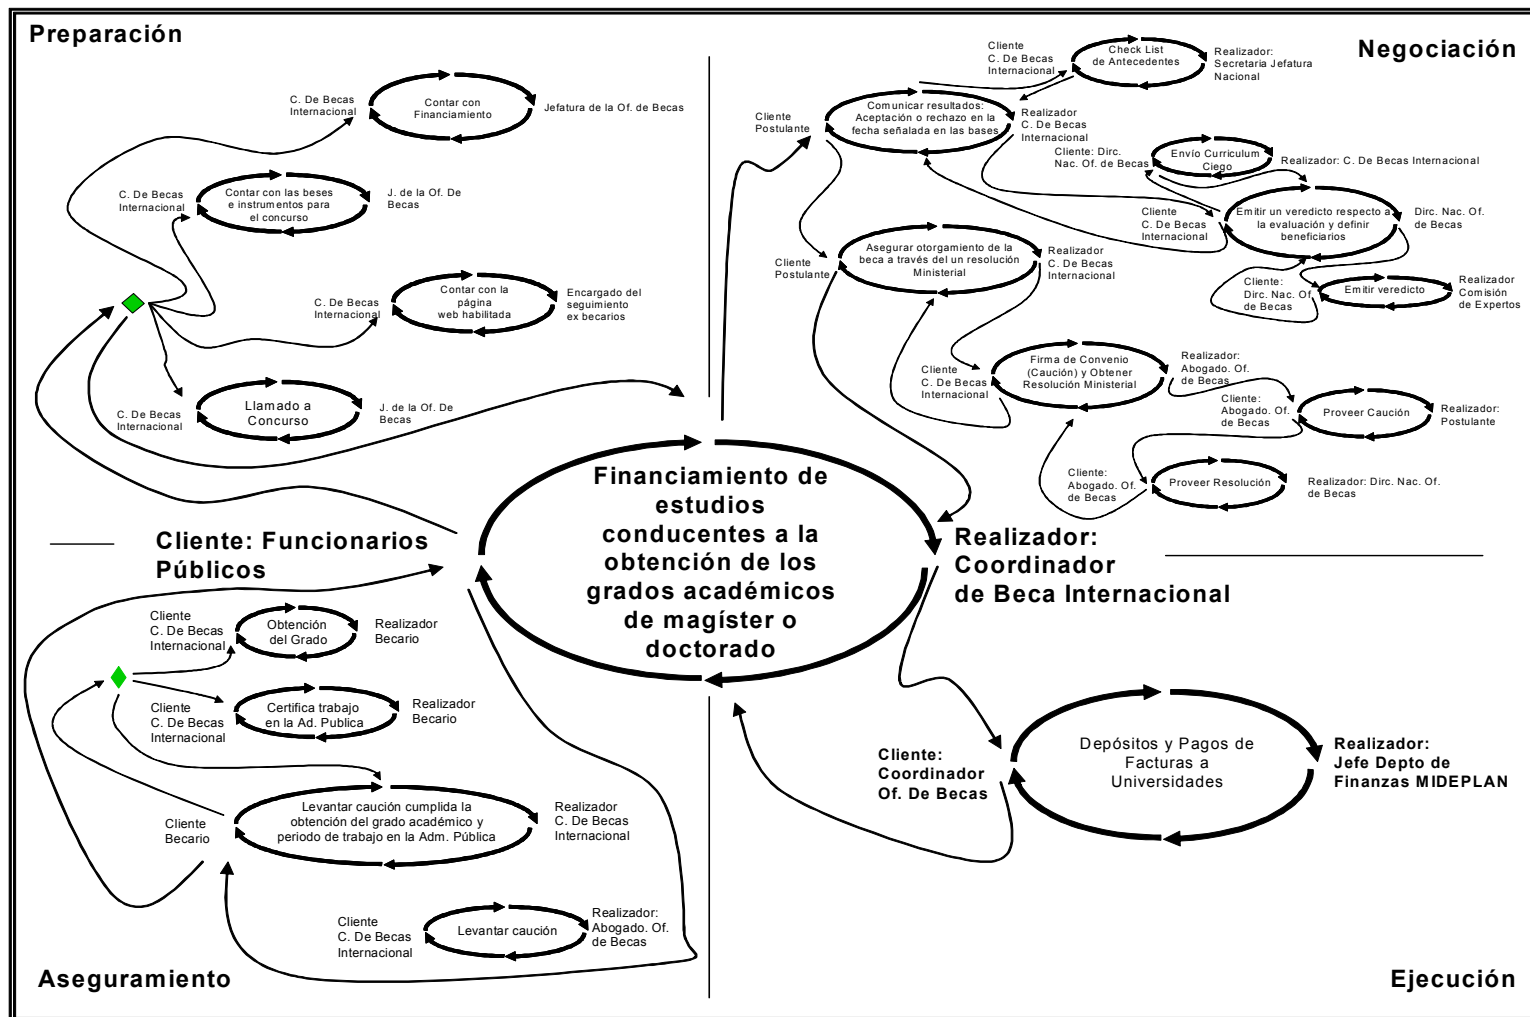 Preparación
C. De Becas
Internacional
Contar con
Financiamiento
Jefatura de la Of. de Becas
C. De Becas
Internacional
Contar con las beses
e instrumentos para
el concurso
J. de la Of. De
Becas
C. De Becas
Internacional
Contar con la
página
web habilitada
Encargado del
seguimiento
ex becarios
C. De Becas
Internacional
Llamado a
Concurso
J. de la Of. De
Becas
Negociación
Cliente
C. De Becas
Internacional
Check List
de Antecedentes
Realizador:
Secretaria Jefatura
Nacional
Cliente
Postulante
Comunicar resultados:
Aceptación o rechazo en la
fecha señalada en las bases
Realizador
C. De Becas
Internacional
Cliente: Dirc.
Nac. Of. de Becas
Envío Curriculum
Ciego
Realizador: C. De Becas Internacional
Cliente
C. De Becas
Internacional
Emitir un veredicto respecto a
la evaluación y definir
beneficiarios
Dirc. Nac. Of.
de Becas
Cliente:
Dirc. Nac. Of.
de Becas
Emitir veredicto
Realizador
Comisión
de Expertos
Cliente
Postulante
Asegurar otorgamiento de la
beca a través del un resolución
Ministerial
Realizador
C. De Becas
Internacional
Cliente
C. De Becas
Internacional
Firma de Convenio
(Caución) y Obtener
Resolución Ministerial
Realizador:
Abogado. Of.
de Becas
Cliente:
Abogado. Of.
de Becas
Proveer Caución
Realizador:
Postulante
Cliente:
Abogado. Of.
de Becas
Proveer Resolución
Realizador: Dirc. Nac. Of.
de Becas
Cliente: Funcionarios
Públicos
Financiamiento de
estudios
conducentes a la
obtención de los
grados académicos
de magíster o
doctorado
Realizador:
Coordinador
de Beca Internacional
Cliente
C. De Becas
Internacional
Obtención
del Grado
Realizador
Becario
Cliente
C. De Becas
Internacional
Certifica trabajo
en la Ad. Publica
Realizador
Becario
Cliente
Becario
Levantar caución cumplida la
obtención del grado académico y
periodo de trabajo en la Adm. Pública
Realizador
C. De Becas
Internacional
Cliente
C. De Becas
Internacional
Levantar caución
Realizador:
Abogado. Of.
de Becas
Aseguramiento
Cliente:
Coordinador
Of. De Becas
Depósitos y Pagos de
Facturas a
Universidades
Realizador:
Jefe Depto de
Finanzas MIDEPLAN
Ejecución